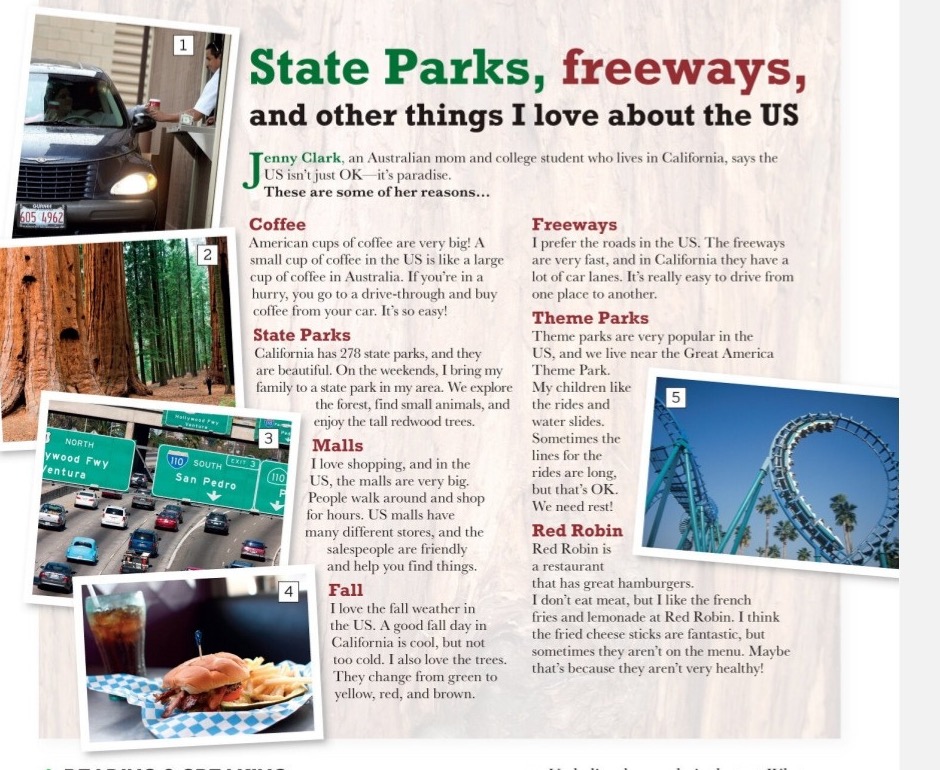 State Parks, freeways,
and other things I love about the US
Jenny Clark, an Australian mom and college student who lives in California, says the
US isn't just OK—it's paradise.
These are some of her reasons…
Coffee
American cups of coffee are very big! A
small cup of coffee in the US is like a large
cup of coffee in Australia. If you're in a
hurry, you go to a drive-through and buy
coffee from your car. It's so easy!
State Parks
California has 278 state parks, and they
are beautiful. On the weekends, I bring my
family to a state park in my area. We explore
the forest, find small animals, and
enjoy the tall redwood trees.
Malls
I love shopping, and in the
US, the malls are very big.
People walk around and shop
for hours. US malls have
many different stores, and the
salespeople are friendly
and help you find things.
Fall
I love the fall weather in
the US. A good fall day in
California is cool, but not
too cold. I also love the trees.
They change from green to
yellow, red, and brown.
Freeways
I prefer the roads in the US. The freeways
are very fast, and in California they have a
lot of car lanes. It's really easy to drive from
one place to another.
Theme Parks
Theme parks are very popular in the
US, and we live near the Great America
Theme Park.
My children like
the rides and
water slides.
Sometimes the
lines for the
rides are long,
but that's OK.
We need rest!
Red Robin
Red Robin is
a restaurant
that has great hamburgers.
I don't eat meat, but I like the french
fries and lemonade at Red Robin. I think
the fried cheese sticks are fantastic, but
sometimes they aren't on the menu. Maybe
that's because they aren't very healthy!
1
605 4962
2
3
Hollywood Fwy
NORTH
ywood Fwy
Ventura
110 SOUTH EXIT 3
San Pedro
110
P
4
5